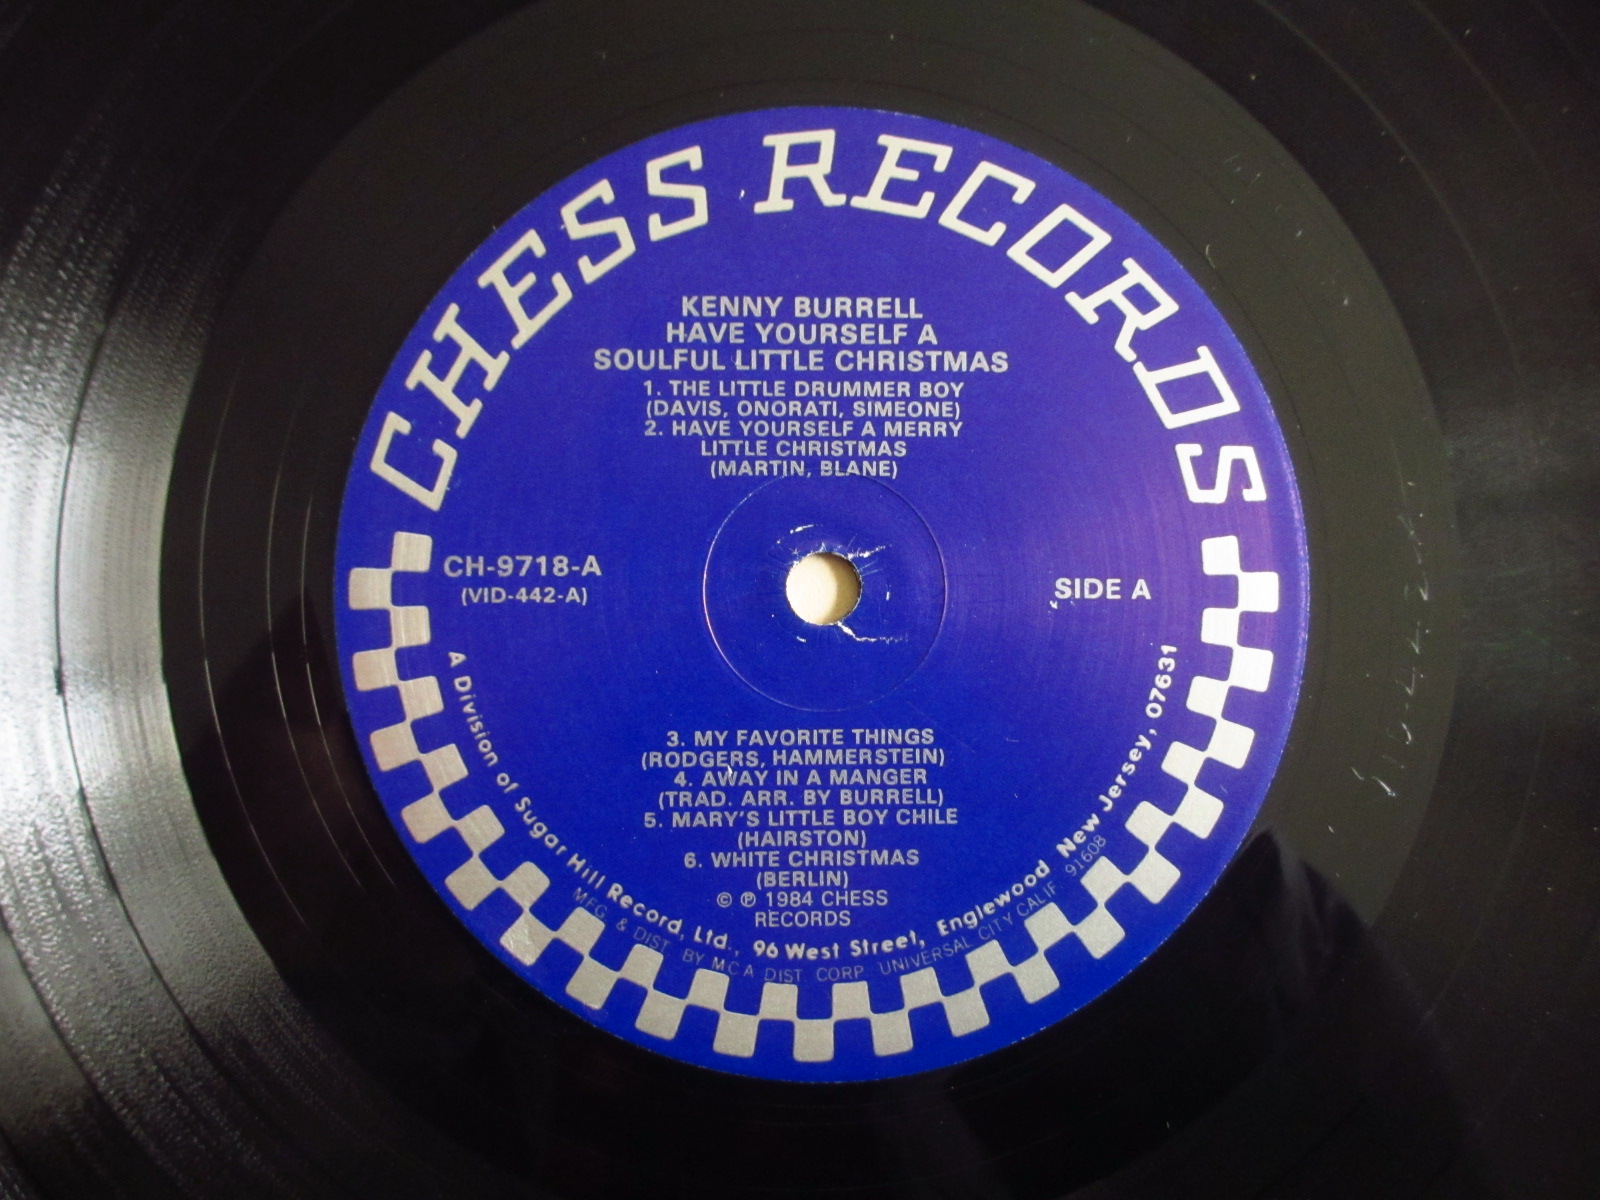 CHESS RECORDS
KENNY BURRELL
HAVE YOURSELF A
SOULFUL LITTLE CHRISTMAS
1. THE LITTLE DRUMMER BOY
(DAVIS, ONORATI, SIMEONE)
2. HAVE YOURSELF A MERRY
LITTLE CHRISTMAS
(MARTIN, BLANE)
CH-9718-A
(VID-442-A)
SIDE A
3. MY FAVORITE THINGS
(RODGERS, HAMMERSTEIN)
4. AWAY IN A MANGER
(TRAD. ARR. BY BURRELL)
5. MARY'S LITTLE BOY CHILE
(HAIRSTON)
6. WHITE CHRISTMAS
(BERLIN)
© ℗ 1984 CHESS
RECORDS
A Division of Sugar Hill Record, Ltd., 96 West Street, Englewood New Jersey, 07631
MFG & DIST BY MCA DIST CORP UNIVERSAL CITY CALIF 91608